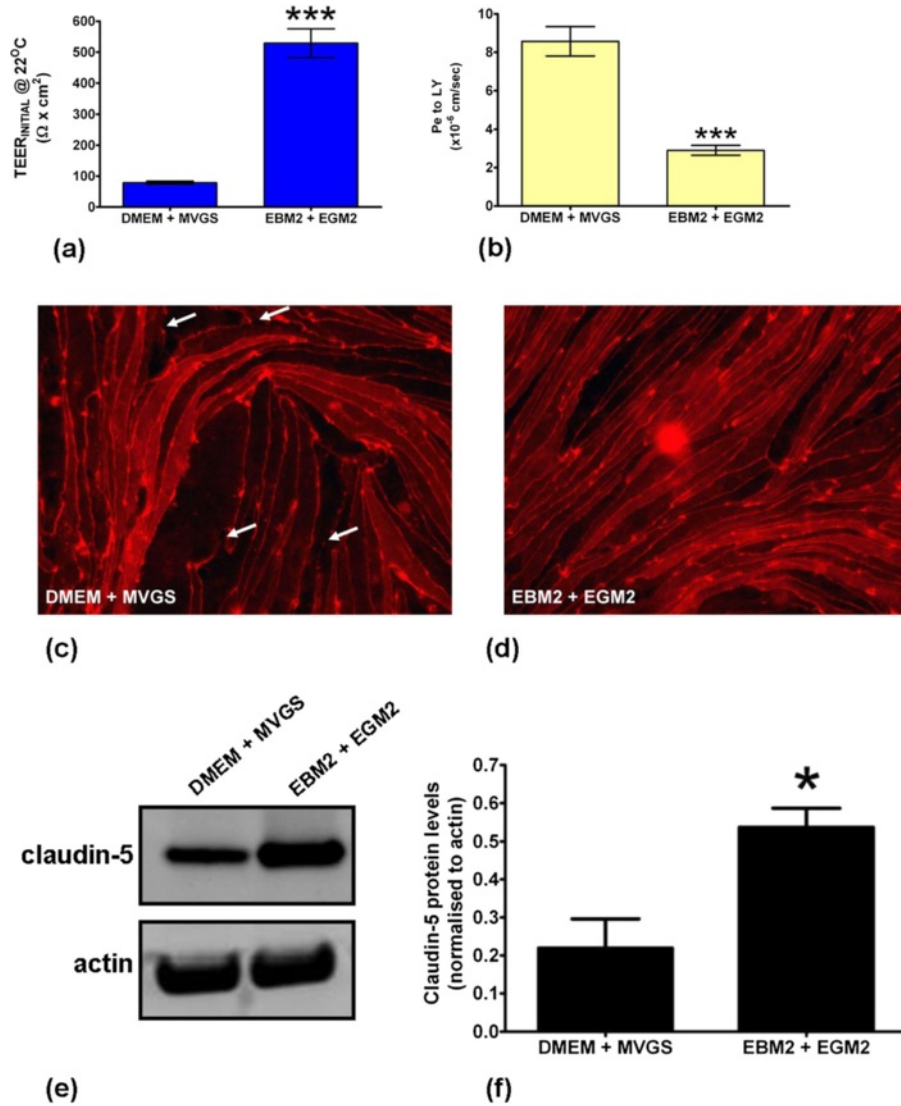 TEER_INITIAL @ 22⁰C
(Ω x cm²)
600
500
400
300
200
100
0
***
DMEM + MVGS
EBM2 + EGM2
(a)
Pe to LY
(x10⁻⁶ cm/sec)
10
8
6
4
2
0
***
DMEM + MVGS
EBM2 + EGM2
(b)
DMEM + MVGS
(c)
EBM2 + EGM2
(d)
DMEM + MVGS
EBM2 + EGM2
claudin-5
actin
(e)
Claudin-5 protein levels
(normalised to actin)
0.7
0.6
0.5
0.4
0.3
0.2
0.1
0.0
*
DMEM + MVGS
EBM2 + EGM2
(f)